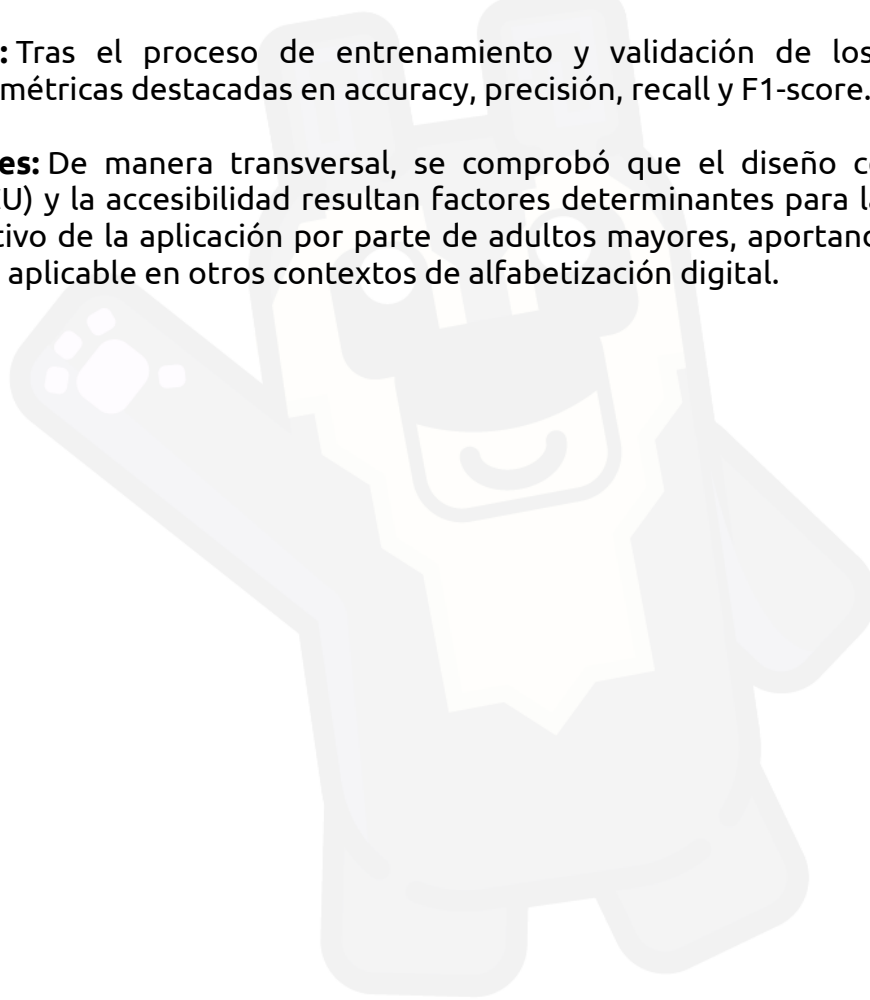 : Tras el proceso de entrenamiento y validación de los
métricas destacadas en accuracy, precisión, recall y F1-score.
es: De manera transversal, se comprobó que el diseño c
U) y la accesibilidad resultan factores determinantes para l
tivo de la aplicación por parte de adultos mayores, aportand
aplicable en otros contextos de alfabetización digital.